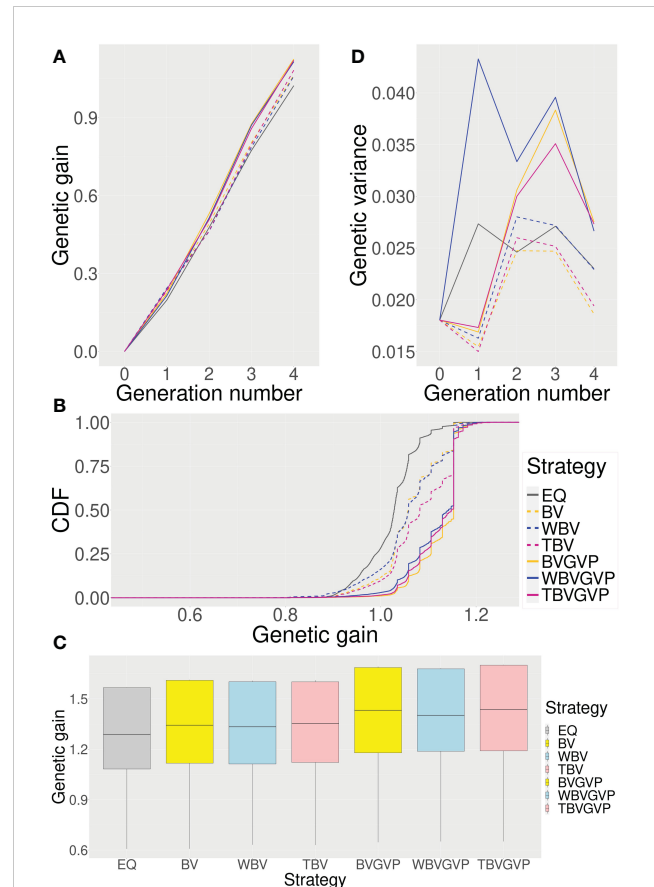 A
Genetic gain
0.9
0.6
0.3
0.0
0 1 2 3 4
Generation number
D
Genetic variance
0.040
0.035
0.030
0.025
0.020
0.015
0 1 2 3 4
Generation number
B
CDF
1.00
0.75
0.50
0.25
0.00
0.6 0.8 1.0 1.2
Genetic gain
Strategy
EQ
BV
WBV
TBV
BVGVP
WBVGVP
TBVGVP
C
Genetic gain
1.5
1.2
0.9
0.6
EQ BV WBV TBV BVGVP WBVGVP TBVGVP
Strategy
Strategy
EQ
BV
WBV
TBV
BVGVP
WBVGVP
TBVGVP